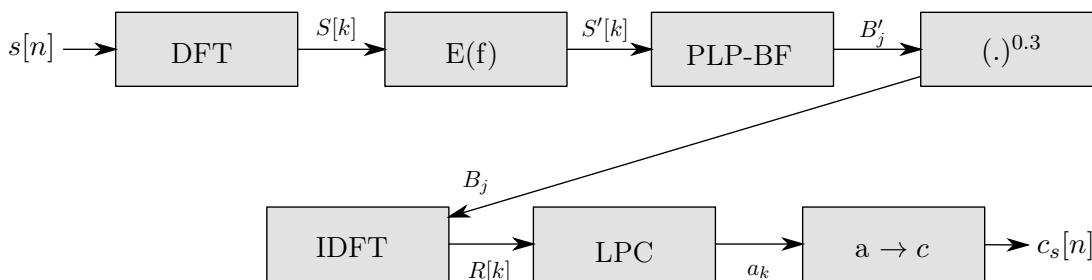 s[n]
DFT
S[k]
E(f)
S'[k]
PLP-BF
B'_j
(.)^{0.3}
B_j
IDFT
R[k]
LPC
a_k
a → c
c_s[n]